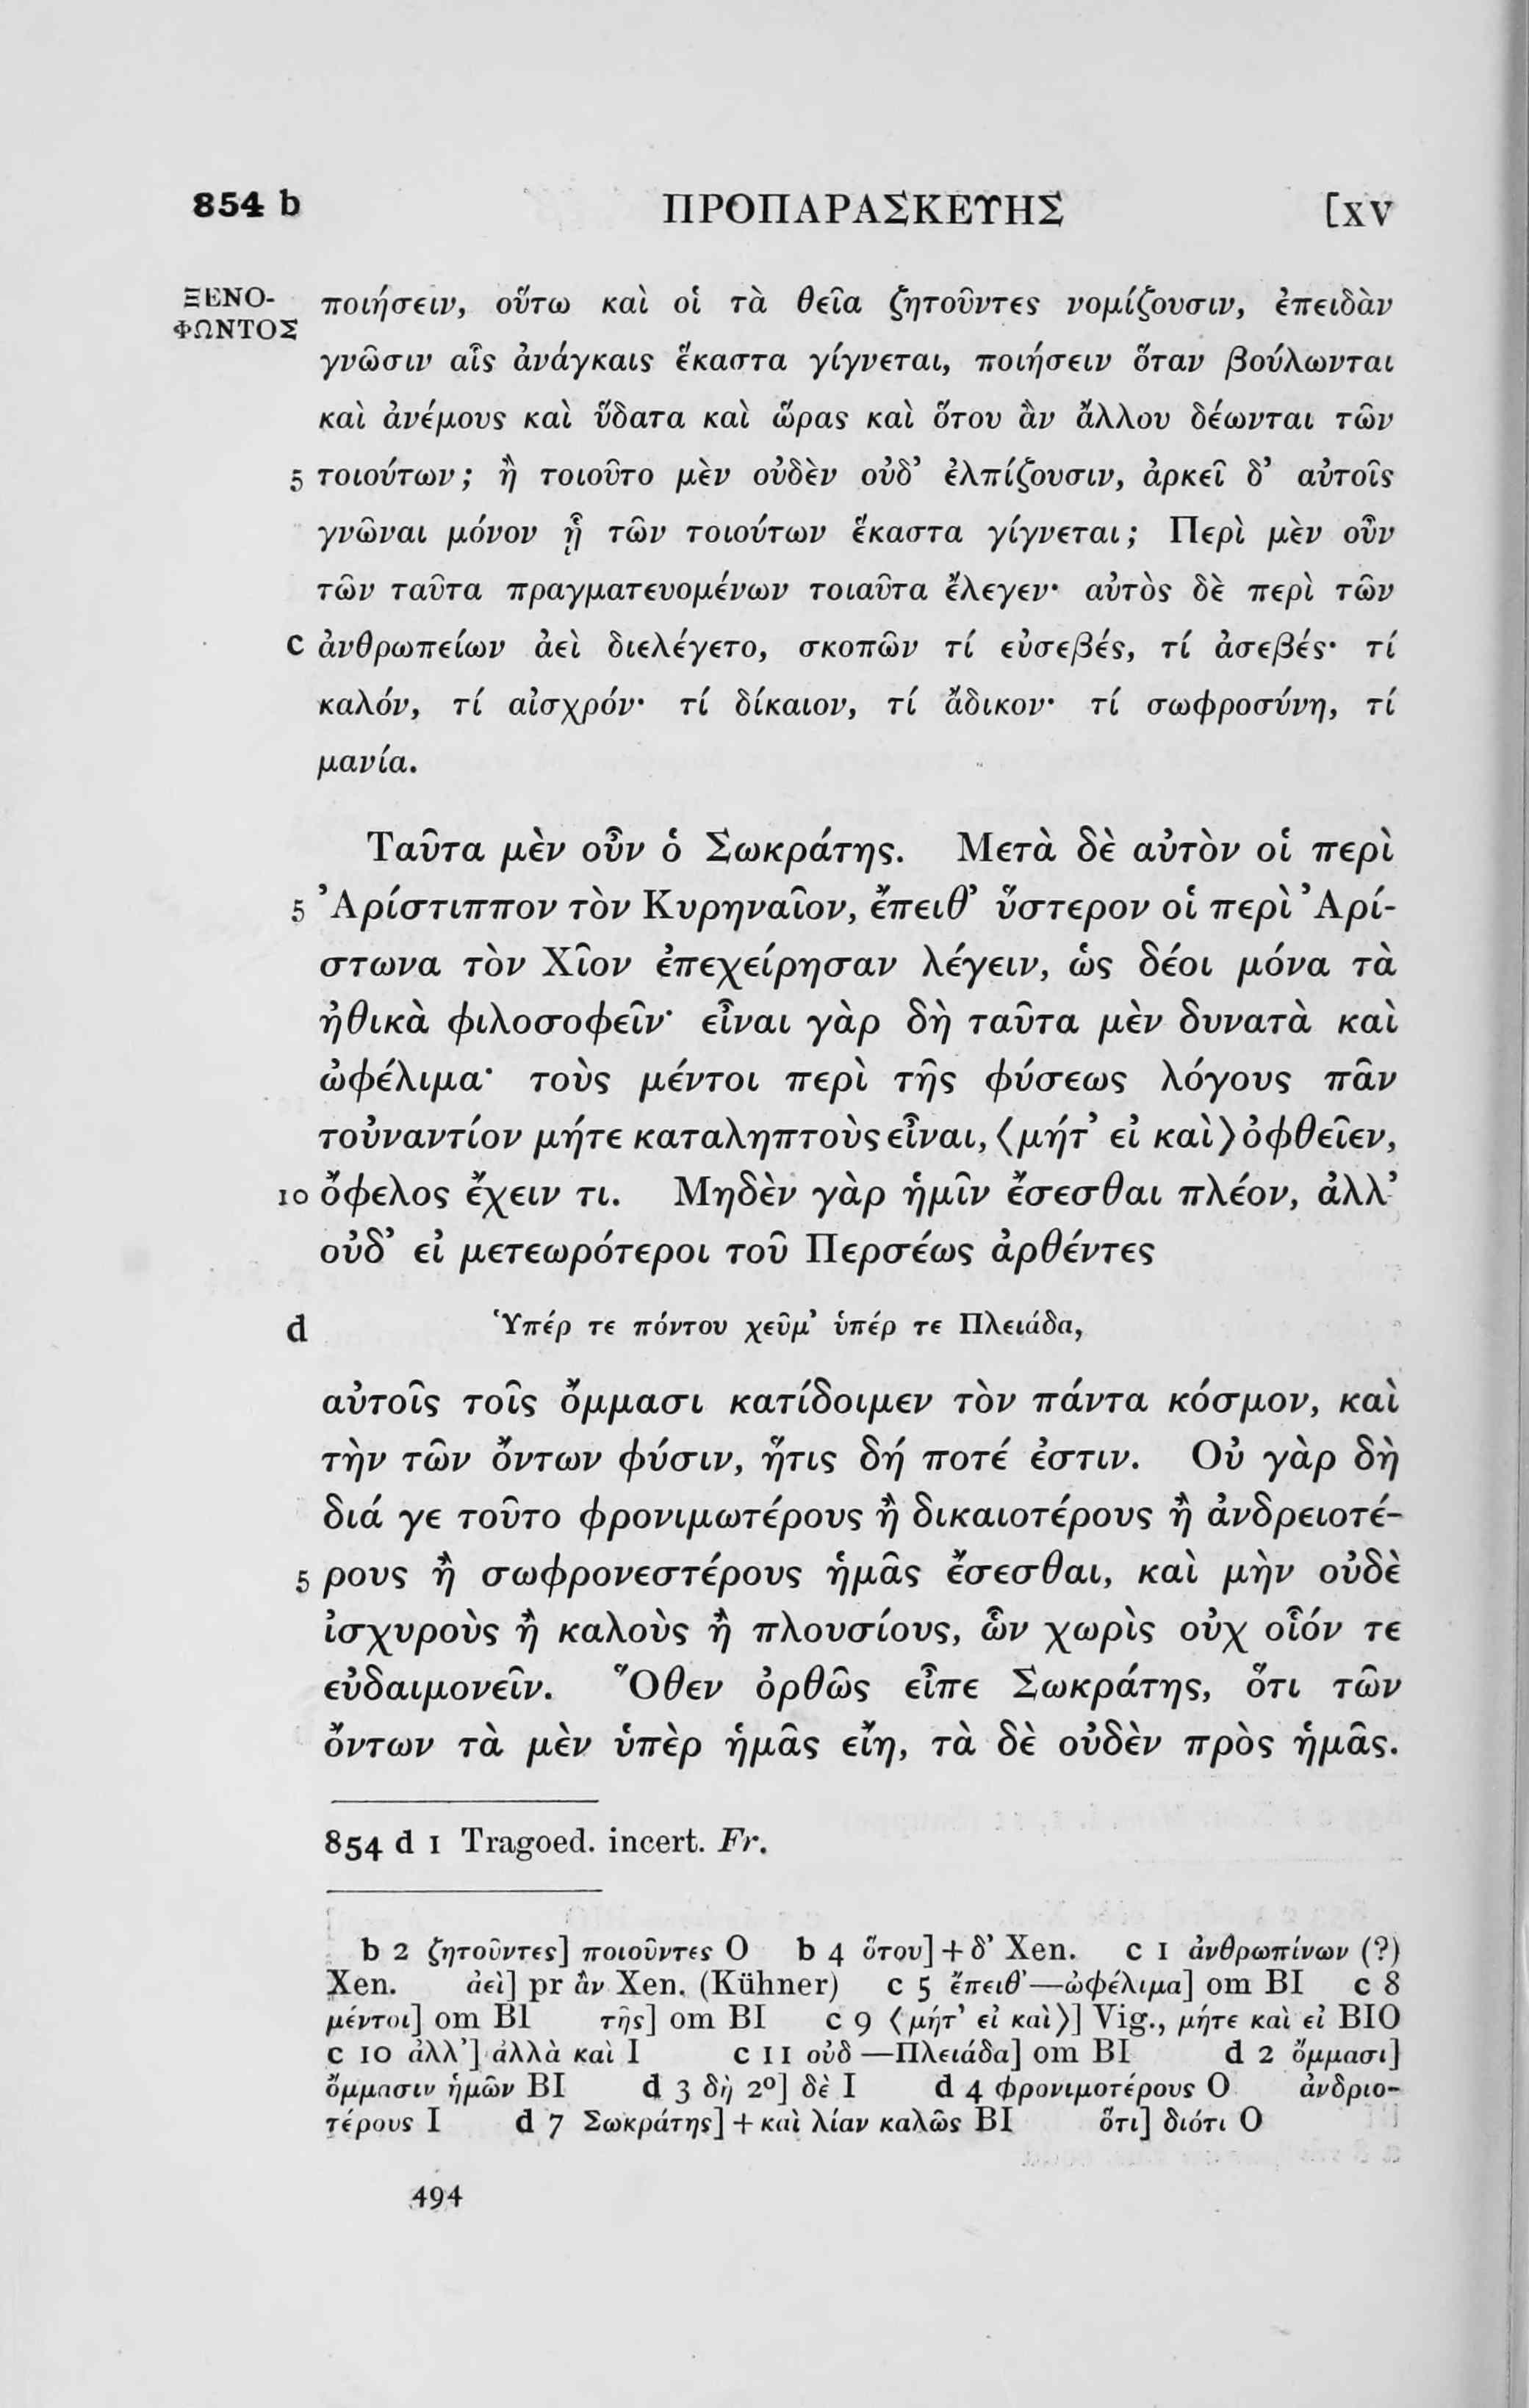 854 b ΠΡΟΠΑΡΑΣΚΕΥΗΣ [XV
ΞΕΝΟ- ποιήσειν, οὕτω καὶ οἱ τὰ θεῖα ζητοῦντες νομίζουσιν, ἐπειδὰν
ΦΩΝΤΟΣ
γνῶσιν αἷς ἀνάγκαις ἕκαστα γίγνεται, ποιήσειν ὅταν βούλωνται
καὶ ἀνέμους καὶ ὕδατα καὶ ὥρας καὶ ὅτου ἂν ἄλλου δέωνται τῶν
5 τοιούτων; ἢ τοιοῦτο μὲν οὐδὲν οὐδ’ ἐλπίζουσιν, ἀρκεῖ δ’ αὐτοῖς
γνῶναι μόνον ᾗ τῶν τοιούτων ἕκαστα γίγνεται; Περὶ μὲν οὖν
τῶν ταῦτα πραγματευομένων τοιαῦτα ἔλεγεν· αὐτὸς δὲ περὶ τῶν
c ἀνθρωπείων ἀεὶ διελέγετο, σκοπῶν τί εὐσεβές, τί ἀσεβές· τί
καλόν, τί αἰσχρόν· τί δίκαιον, τί ἄδικον· τί σωφροσύνη, τί
μανία.
Ταῦτα μὲν οὖν ὁ Σωκράτης. Μετὰ δὲ αὐτὸν οἱ περὶ
5 Ἀρίστιππον τὸν Κυρηναῖον, ἔπειθ’ ὕστερον οἱ περὶ Ἀρί-
στωνα τὸν Χῖον ἐπεχείρησαν λέγειν, ὡς δέοι μόνα τὰ
ἠθικὰ φιλοσοφεῖν· εἶναι γὰρ δὴ ταῦτα μὲν δυνατὰ καὶ
ὠφέλιμα· τοὺς μέντοι περὶ τῆς φύσεως λόγους πᾶν
τοὐναντίον μήτε καταληπτοὺς εἶναι, ⟨μήτ’ εἰ καὶ⟩ ὀφθεῖεν,
10 ὄφελος ἔχειν τι. Μηδὲν γὰρ ἡμῖν ἔσεσθαι πλέον, ἀλλ’
οὐδ’ εἰ μετεωρότεροι τοῦ Περσέως ἀρθέντες
d Ὑπέρ τε πόντου χεῦμ’ ὑπέρ τε Πλειάδα,
αὐτοῖς τοῖς ὄμμασι κατίδοιμεν τὸν πάντα κόσμον, καὶ
τὴν τῶν ὄντων φύσιν, ἥτις δή ποτέ ἐστιν. Οὐ γὰρ δὴ
διά γε τοῦτο φρονιμωτέρους ἢ δικαιοτέρους ἢ ἀνδρειοτέ-
5 ρους ἢ σωφρονεστέρους ἡμᾶς ἔσεσθαι, καὶ μὴν οὐδὲ
ἰσχυροὺς ἢ καλοὺς ἢ πλουσίους, ὧν χωρὶς οὐχ οἷόν τε
εὐδαιμονεῖν. Ὅθεν ὀρθῶς εἶπε Σωκράτης, ὅτι τῶν
ὄντων τὰ μὲν ὑπὲρ ἡμᾶς εἴη, τὰ δὲ οὐδὲν πρὸς ἡμᾶς.
854 d 1 Tragoed. incert. Fr.
b 2 ζητοῦντες] ποιοῦντες O b 4 ὅτου] + δ’ Xen. c 1 ἀνθρωπίνων (?)
Xen. ἀεὶ] pr ἂν Xen. (Kühner) c 5 ἔπειθ’—ὠφέλιμα] om BI c 8
μέντοι] om BI τῆς] om BI c 9 ⟨μήτ’ εἰ καὶ⟩] Vig., μήτε καὶ εἰ BIO
c 10 ἀλλ’] ἀλλὰ καὶ I c 11 οὐδ —Πλειάδα] om BI d 2 ὄμμασι]
ὄμμασιν ἡμῶν BI d 3 δὴ 2º] δὲ I d 4 φρονιμοτέρους O ἀνδριο-
τέρους I d 7 Σωκράτης] + καὶ λίαν καλῶς BI ὅτι] διότι O
494